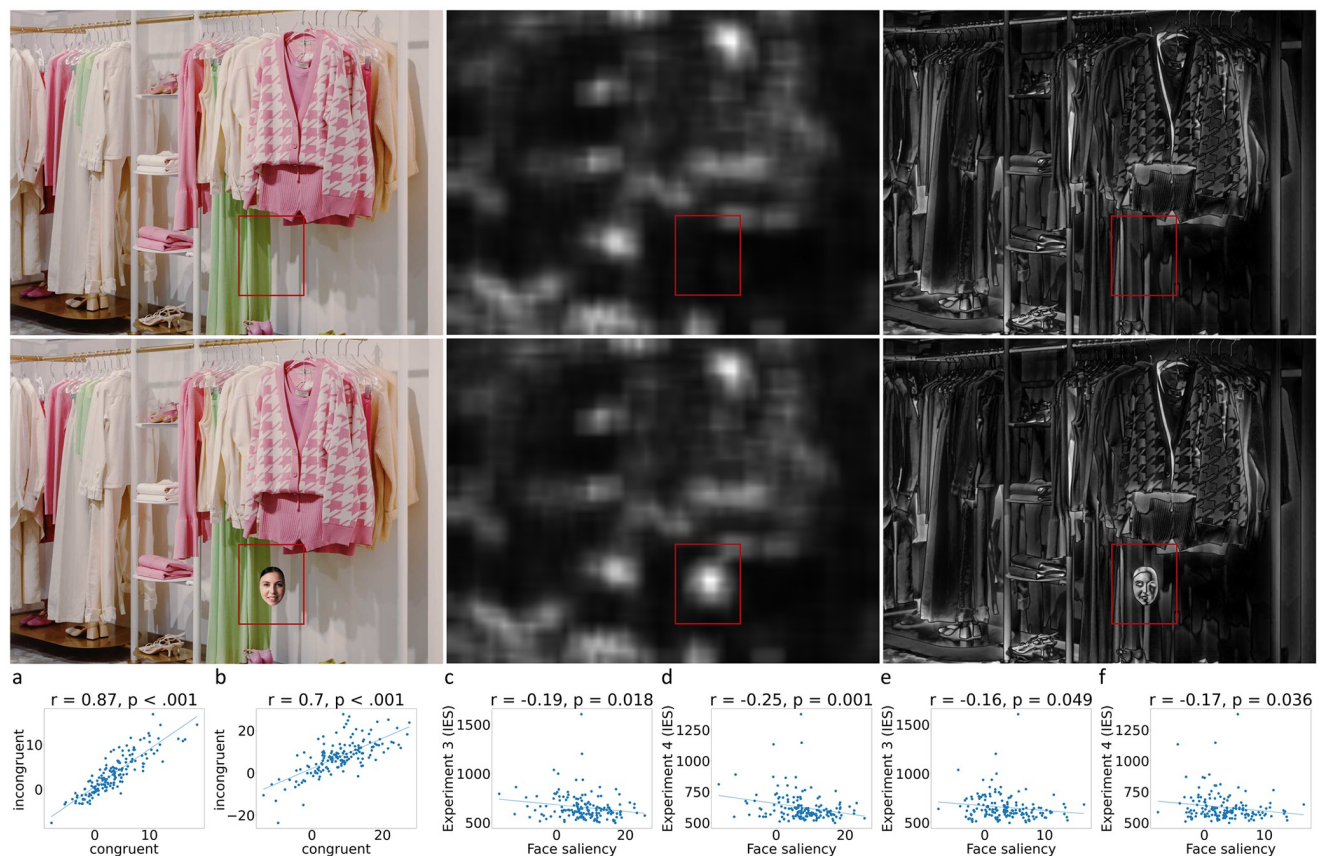 a b c d e f
r = 0.87, p < .001 r = 0.7, p < .001 r = -0.19, p = 0.018 r = -0.25, p = 0.001 r = -0.16, p = 0.049 r = -0.17, p = 0.036
incongruent
10
0
0 10
congruent
incongruent
20
0
−20
0 20
congruent
Experiment 3 (IES)
1500
1000
500
0 20
Face saliency
Experiment 4 (IES)
1250
1000
750
500
0 20
Face saliency
Experiment 3 (IES)
1500
1000
500
0 10
Face saliency
Experiment 4 (IES)
1250
1000
750
500
0 10
Face saliency